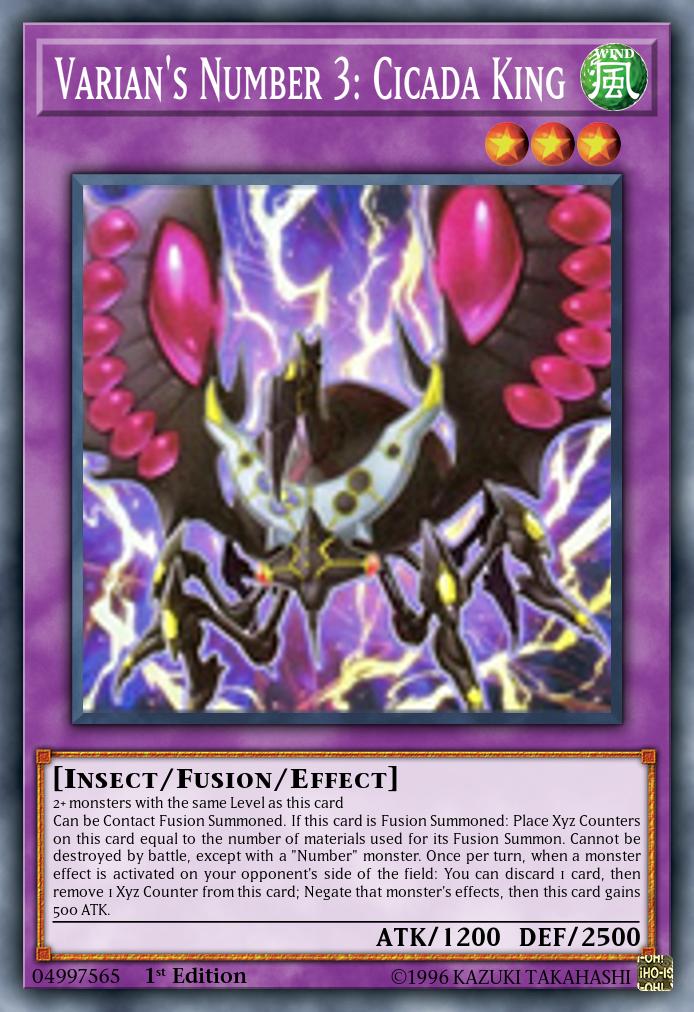 Varian's Number 3: Cicada King
WIND
風
[Insect/Fusion/Effect]
2+ monsters with the same Level as this card
Can be Contact Fusion Summoned. If this card is Fusion Summoned: Place Xyz Counters
on this card equal to the number of materials used for its Fusion Summon. Cannot be
destroyed by battle, except with a "Number" monster. Once per turn, when a monster
effect is activated on your opponent's side of the field: You can discard 1 card, then
remove 1 Xyz Counter from this card; Negate that monster's effects, then this card gains
500 ATK.
ATK/1200 DEF/2500
04997565 1st Edition ©1996 KAZUKI TAKAHASHI